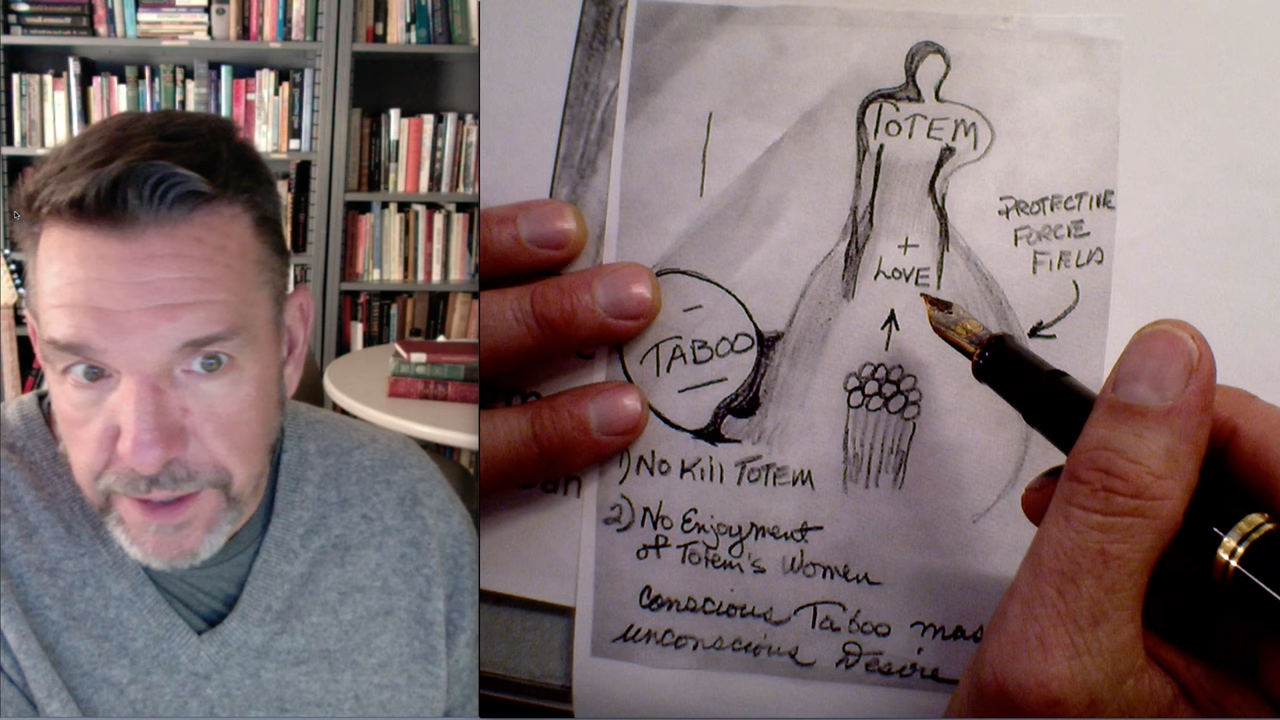 TOTEM
PROTECTIVE
FORCE
FIELD
+
LOVE
TABOO
1) No Kill TOTEM
2) No Enjoyment
of Totem's Women
Conscious Taboo
unconscious Desire